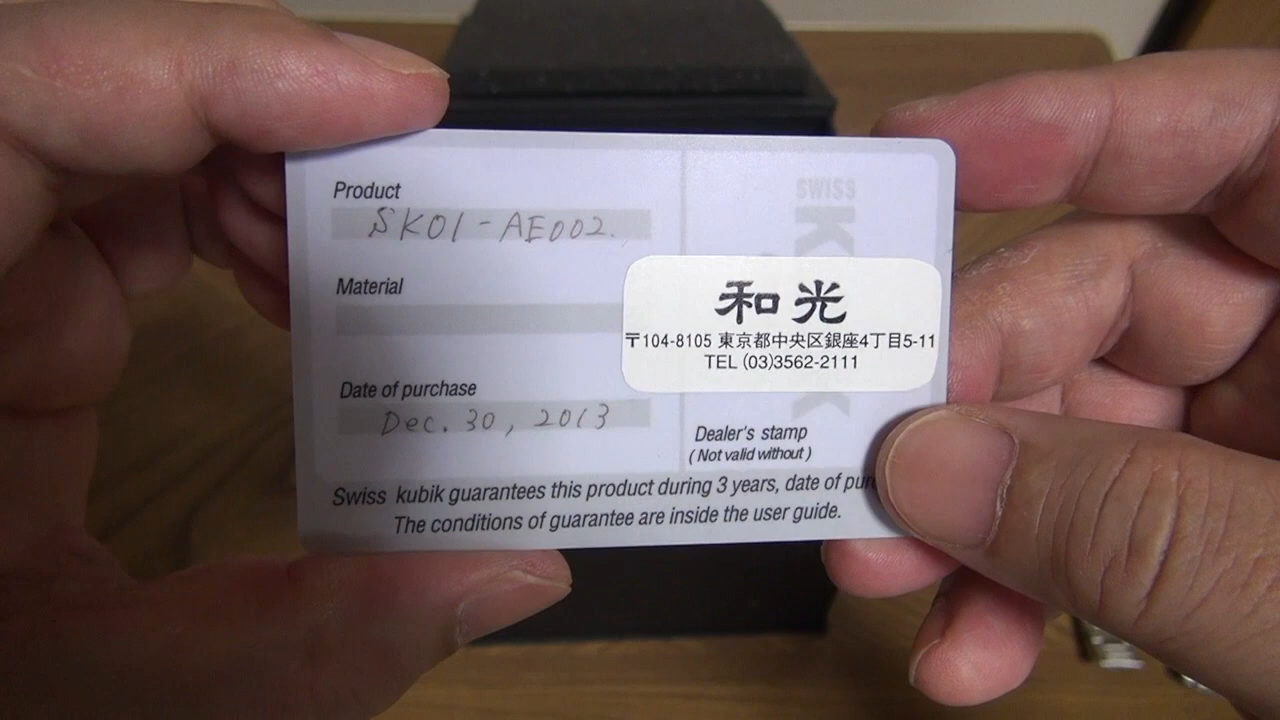 Product
SK01-AE002.
SWISS
K
Material
和光
〒104-8105 東京都中央区銀座4丁目5-11
TEL (03)3562-2111
Date of purchase
Dec. 30, 2013
K
Dealer's stamp
(Not valid without)
Swiss kubik guarantees this product during 3 years, date of
The conditions of guarantee are inside the user guide.